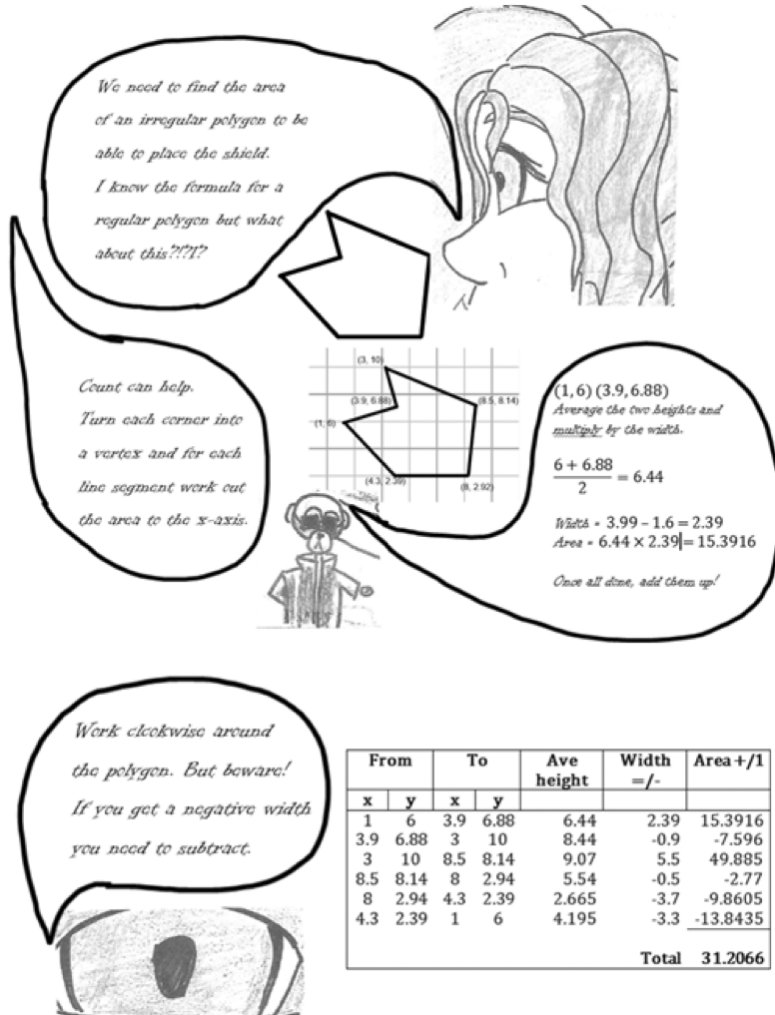 We need to find the area
of an irregular polygon to be
able to place the shield.
I know the formula for a
regular polygon but what
about this?!?!?
Count can help.
Turn each corner into
a vertex and for each
line segment work out
the area to the x-axis.
(3, 10)
(3.9, 6.88)
(8.5, 8.14)
(1, 6)
(4.3, 2.39)
(8, 2.92)
(1, 6) (3.9, 6.88)
Average the two heights and
multiply by the width.
6 + 6.88
2
= 6.44
Width = 3.99 – 1.6 = 2.39
Area = 6.44 × 2.39 = 15.3916
Once all done, add them up!
Work clockwise around
the polygon. But beware!
If you get a negative width
you need to subtract.
From To Ave height Width =/- Area +/1
x y x y
1 6 3.9 6.88 6.44 2.39 15.3916
3.9 6.88 3 10 8.44 -0.9 -7.596
3 10 8.5 8.14 9.07 5.5 49.885
8.5 8.14 8 2.94 5.54 -0.5 -2.77
8 2.94 4.3 2.39 2.665 -3.7 -9.8605
4.3 2.39 1 6 4.195 -3.3 -13.8435
Total 31.2066